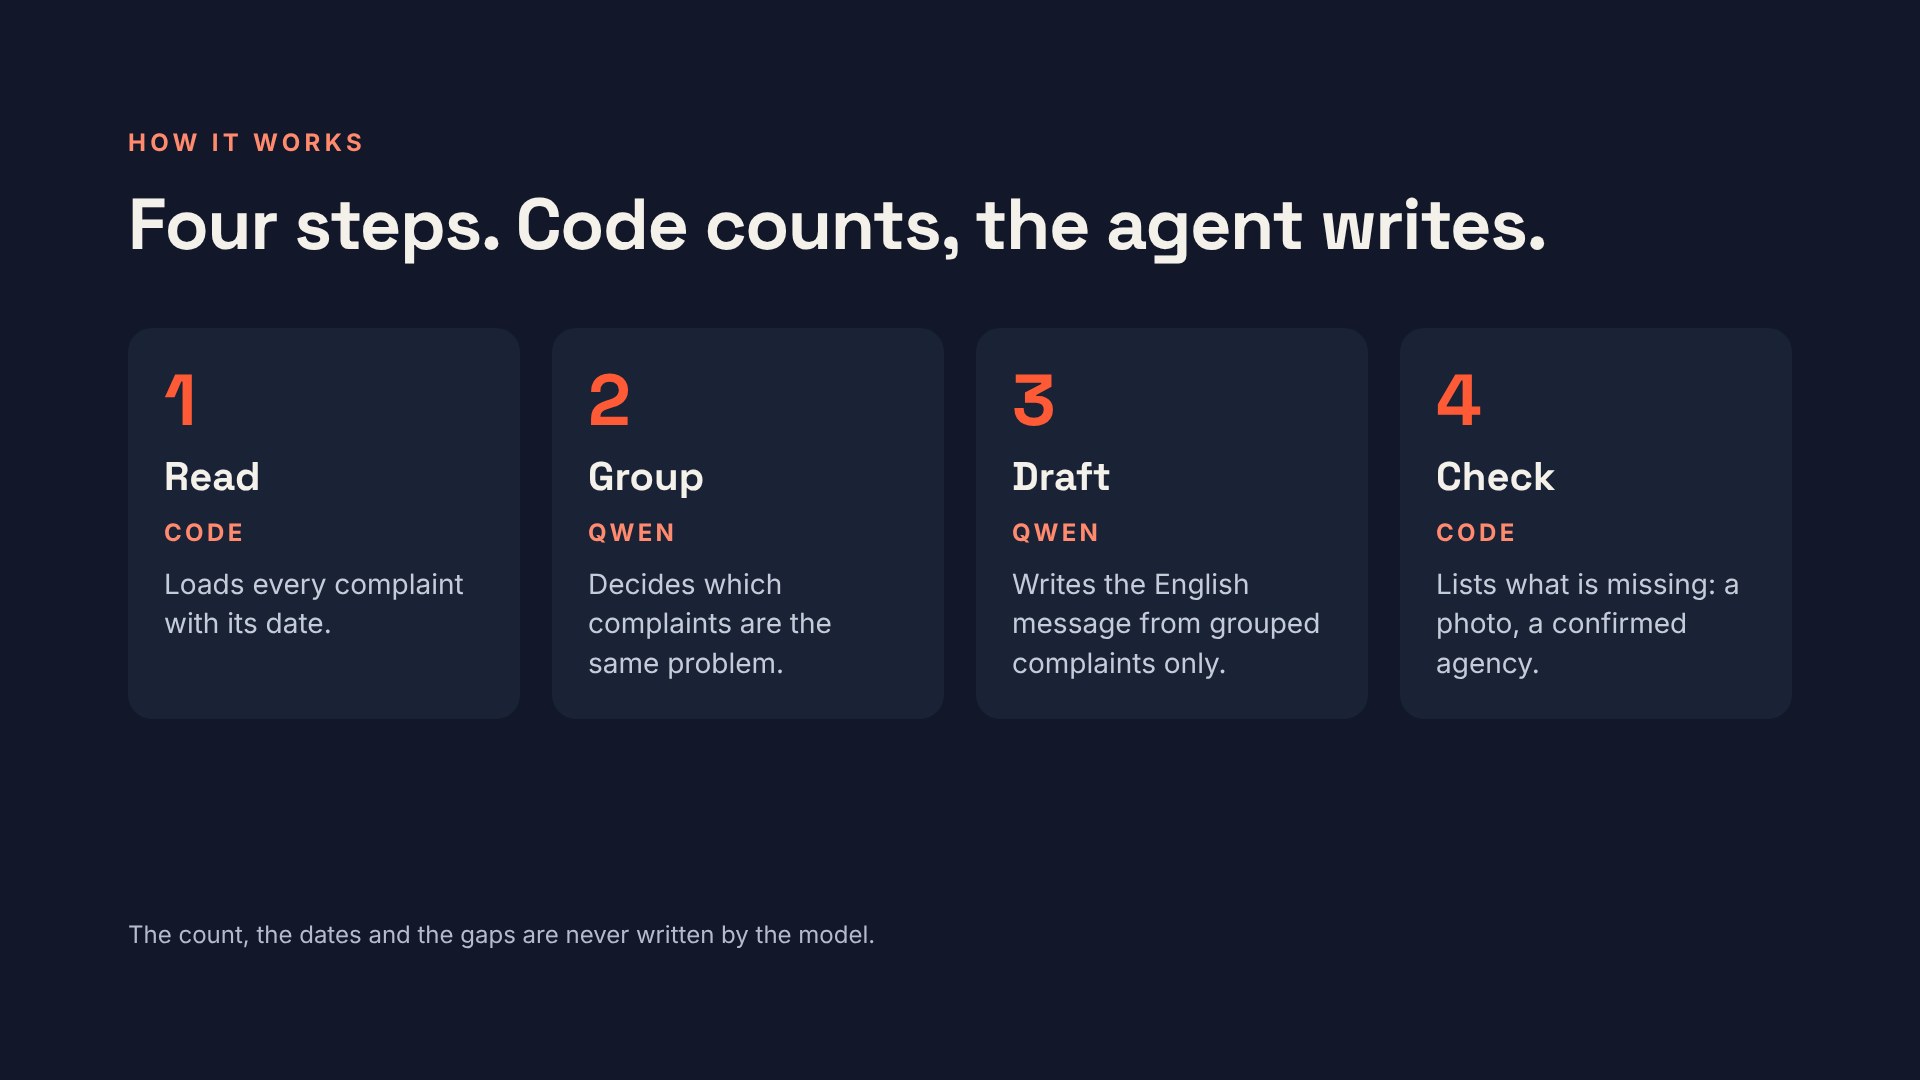 HOW IT WORKS
Four steps. Code counts, the agent writes.
1
Read
CODE
Loads every complaint
with its date.
2
Group
QWEN
Decides which
complaints are the
same problem.
3
Draft
QWEN
Writes the English
message from grouped
complaints only.
4
Check
CODE
Lists what is missing: a
photo, a confirmed
agency.
The count, the dates and the gaps are never written by the model.